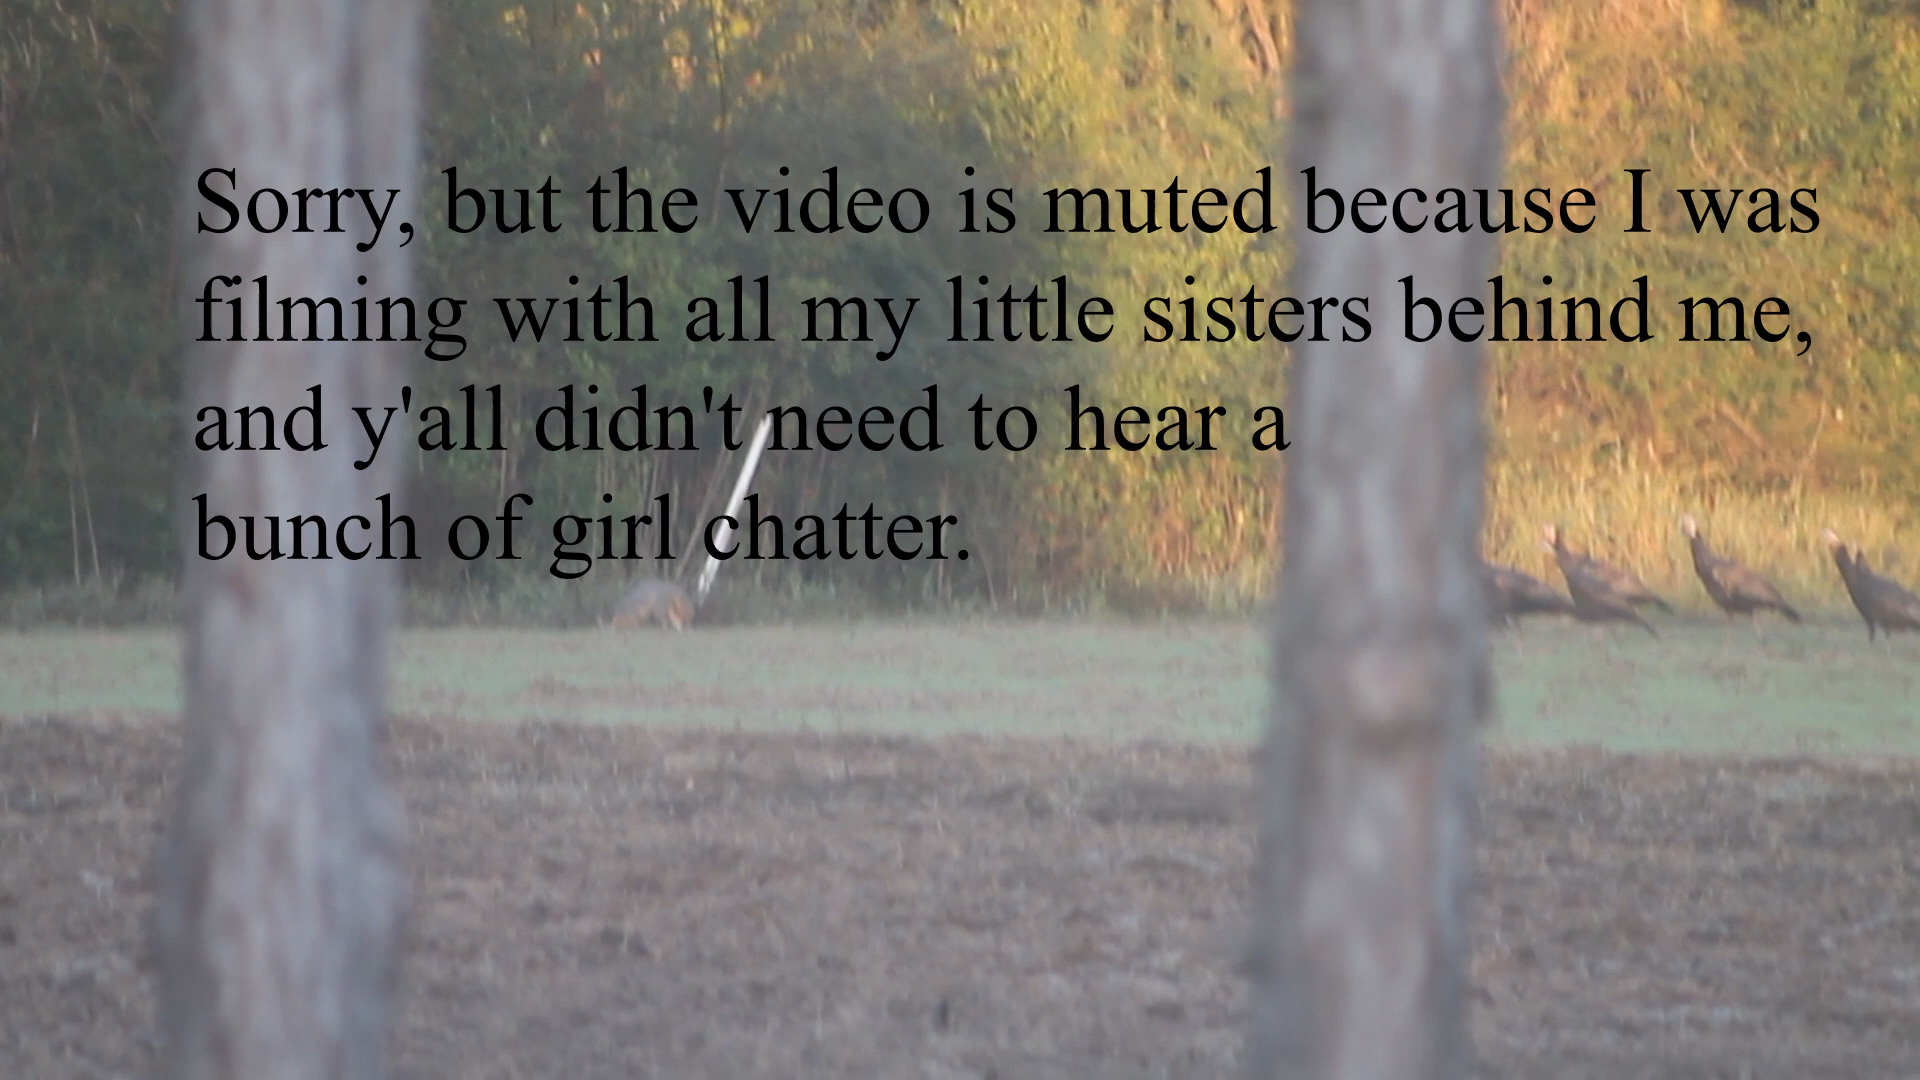 Sorry, but the video is muted because I was
filming with all my little sisters behind me,
and y'all didn't need to hear a
bunch of girl chatter.